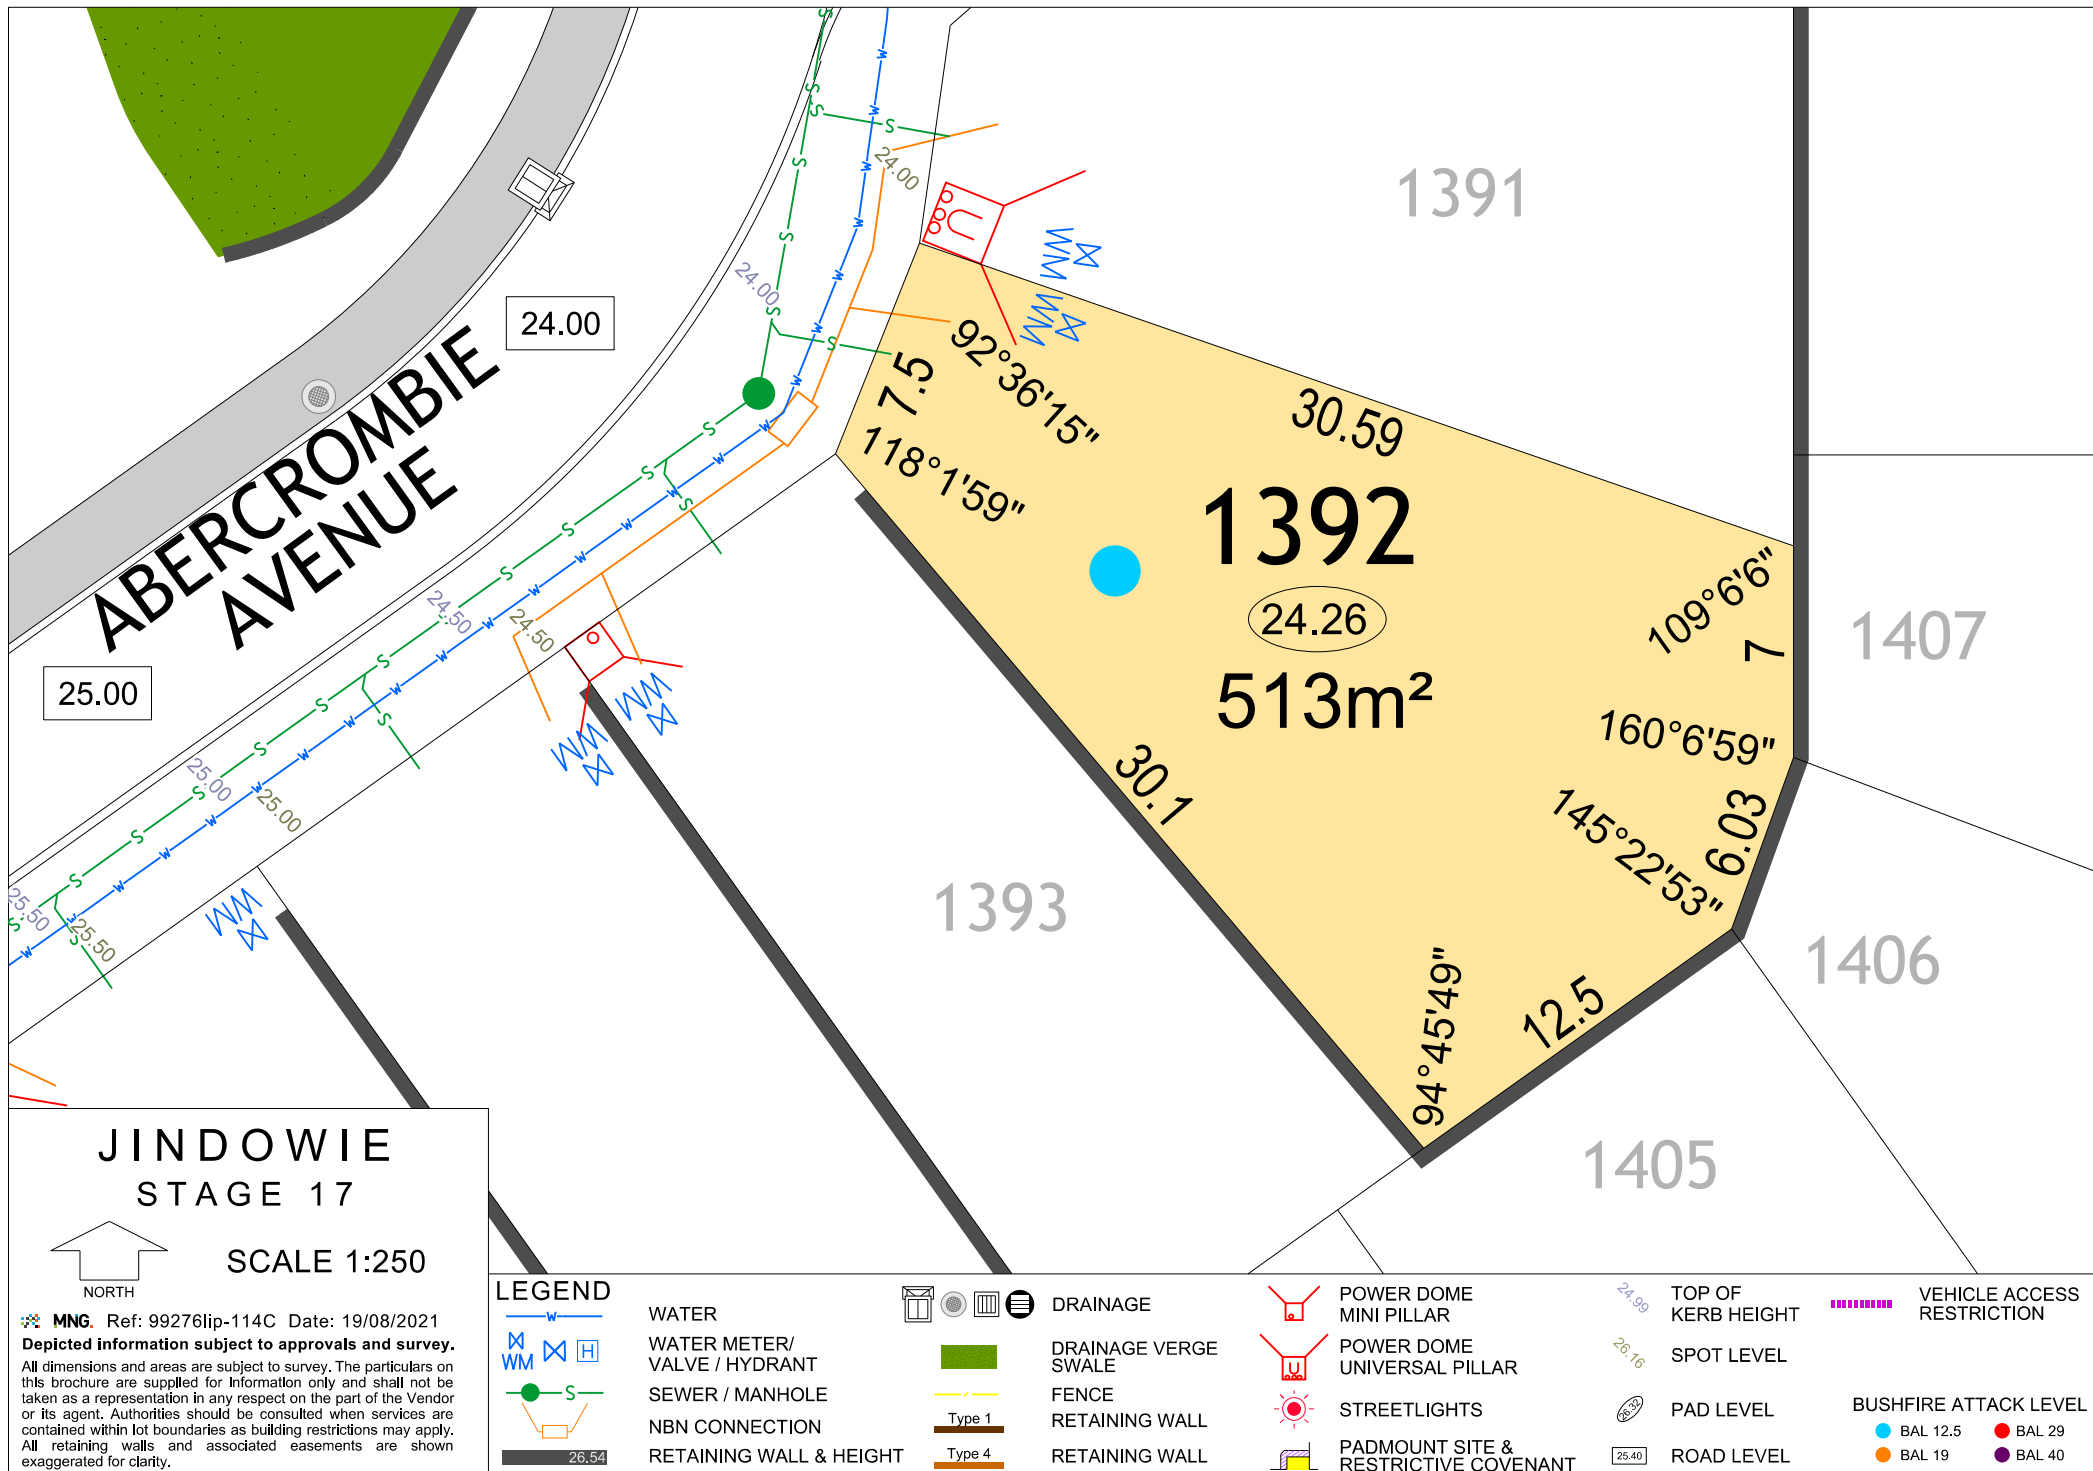 1391
24.00
24.00
24.00
ABERCROMBIE
AVENUE
25.00
7.5
92°36'15"
118°1'59"
30.59
1392
24.26
513m²
109°6'6"
7
160°6'59"
6.03
145°22'53"
30.1
12.5
94°45'49"
1407
1406
1405
1393
24.50
24.50
25.00
25.00
25.50
25.50
U
WM
WM
WM
WM
WM
JINDOWIE
STAGE 17
SCALE 1:250
NORTH
MNG. Ref: 99276lip-114C Date: 19/08/2021
Depicted information subject to approvals and survey.
All dimensions and areas are subject to survey. The particulars on
this brochure are supplied for information only and shall not be
taken as a representation in any respect on the part of the Vendor
or its agent. Authorities should be consulted when services are
contained within lot boundaries as building restrictions may apply.
All retaining walls and associated easements are shown
exaggerated for clarity.
LEGEND
W WATER
WM H WATER METER/
VALVE / HYDRANT
S SEWER / MANHOLE
NBN CONNECTION
26.54 RETAINING WALL & HEIGHT
DRAINAGE
DRAINAGE VERGE
SWALE
FENCE
Type 1 RETAINING WALL
Type 4 RETAINING WALL
POWER DOME
MINI PILLAR
U POWER DOME
UNIVERSAL PILLAR
STREETLIGHTS
PADMOUNT SITE &
RESTRICTIVE COVENANT
24.99 TOP OF
KERB HEIGHT
26.16 SPOT LEVEL
26.32 PAD LEVEL
25.40 ROAD LEVEL
VEHICLE ACCESS
RESTRICTION
BUSHFIRE ATTACK LEVEL
BAL 12.5 BAL 29
BAL 19 BAL 40